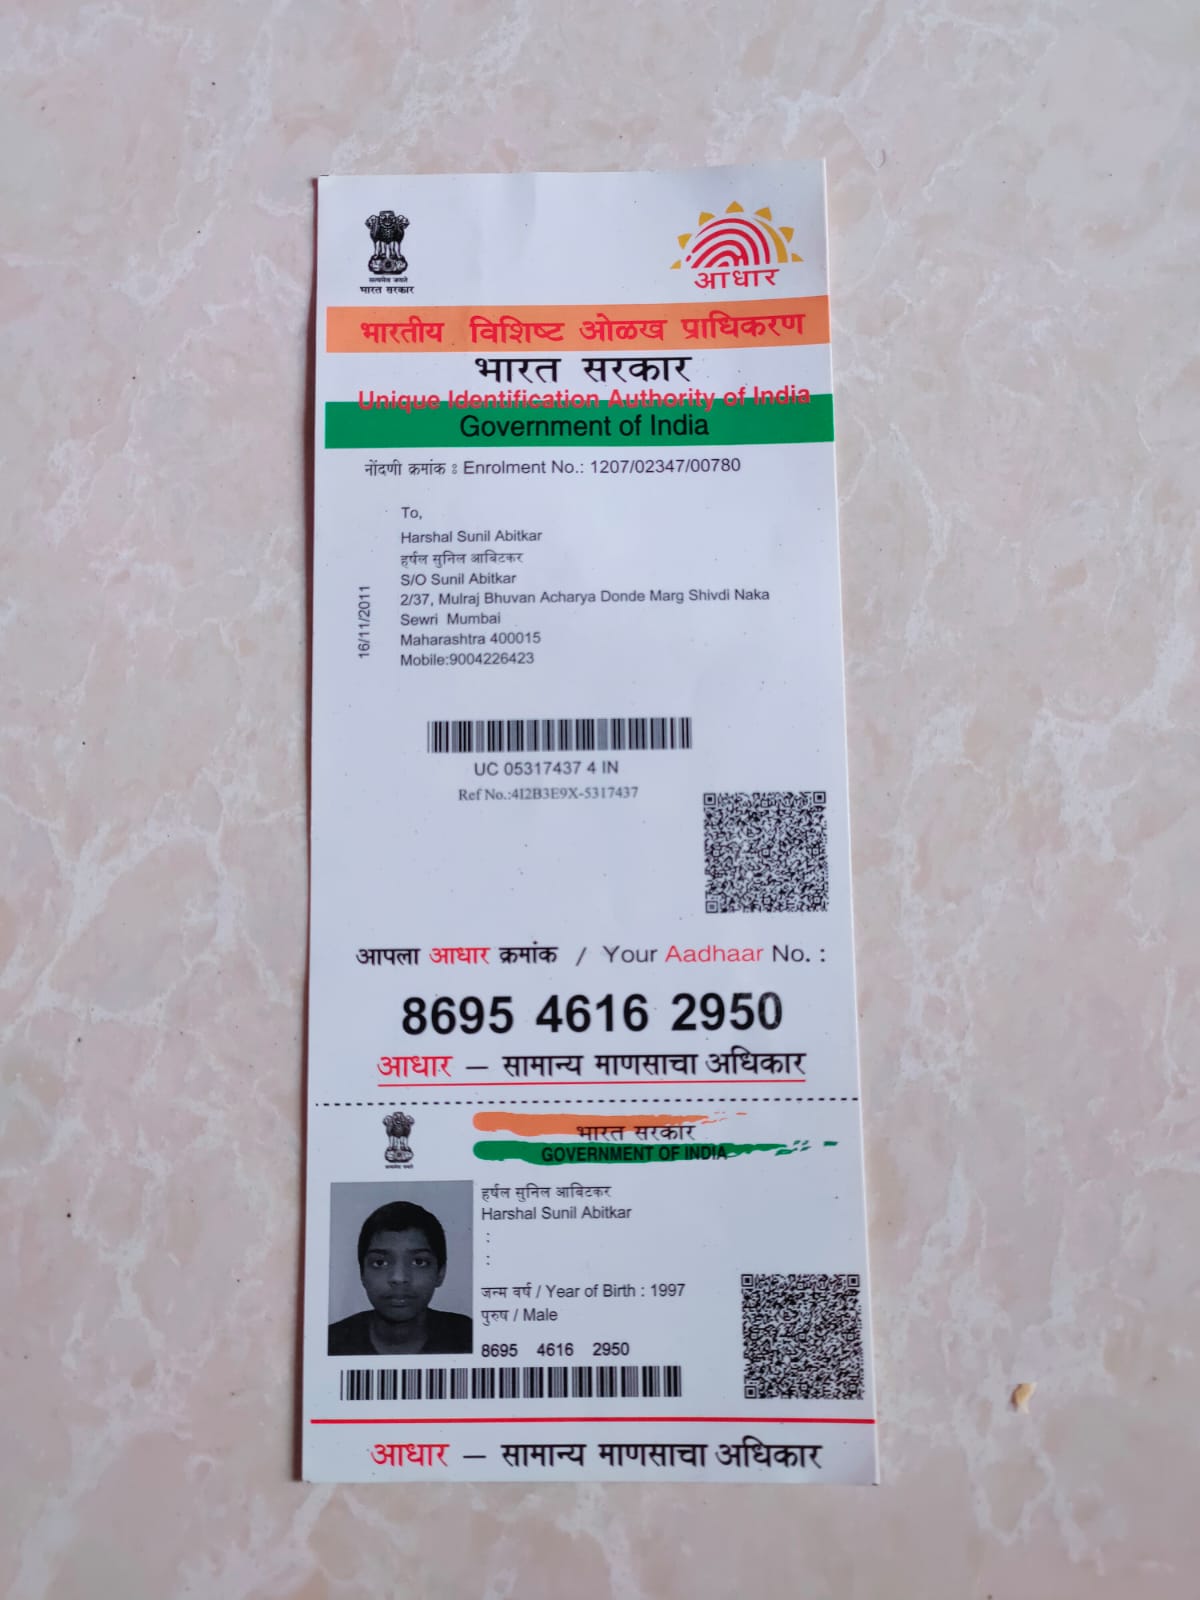 सत्यमेव जयते
भारत सरकार
आधार
भारतीय विशिष्ट ओळख प्राधिकरण
भारत सरकार
Unique Identification Authority of India
Government of India
नोंदणी क्रमांक : Enrolment No.: 1207/02347/00780
To,
Harshal Sunil Abitkar
हर्षल सुनिल आबिटकर
S/O Sunil Abitkar
2/37, Mulraj Bhuvan Acharya Donde Marg Shivdi Naka
Sewri Mumbai
Maharashtra 400015
Mobile:9004226423
16/11/2011
UC 05317437 4 IN
Ref No.:4I2B3E9X-5317437
आपला आधार क्रमांक / Your Aadhaar No. :
8695 4616 2950
आधार — सामान्य माणसाचा अधिकार
सत्यमेव जयते
भारत सरकार
GOVERNMENT OF INDIA
हर्षल सुनिल आबिटकर
Harshal Sunil Abitkar
:
:
जन्म वर्ष / Year of Birth : 1997
पुरुष / Male
8695 4616 2950
आधार — सामान्य माणसाचा अधिकार